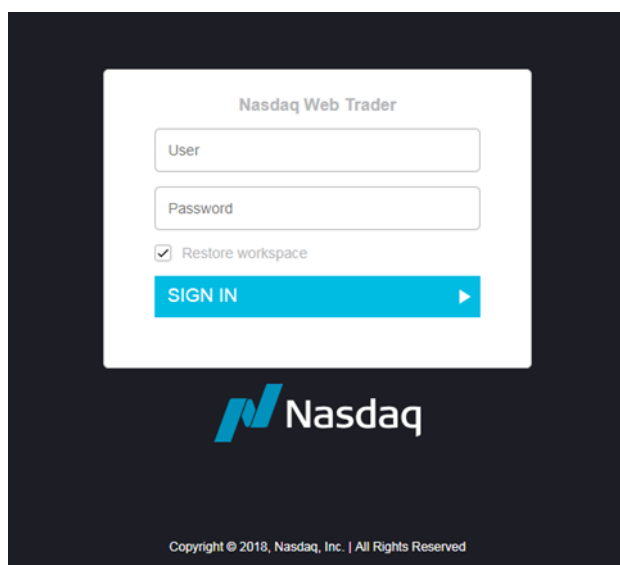 Nasdaq Web Trader
User
Password
Restore workspace
SIGN IN
Nasdaq
Copyright © 2018, Nasdaq, Inc. | All Rights Reserved